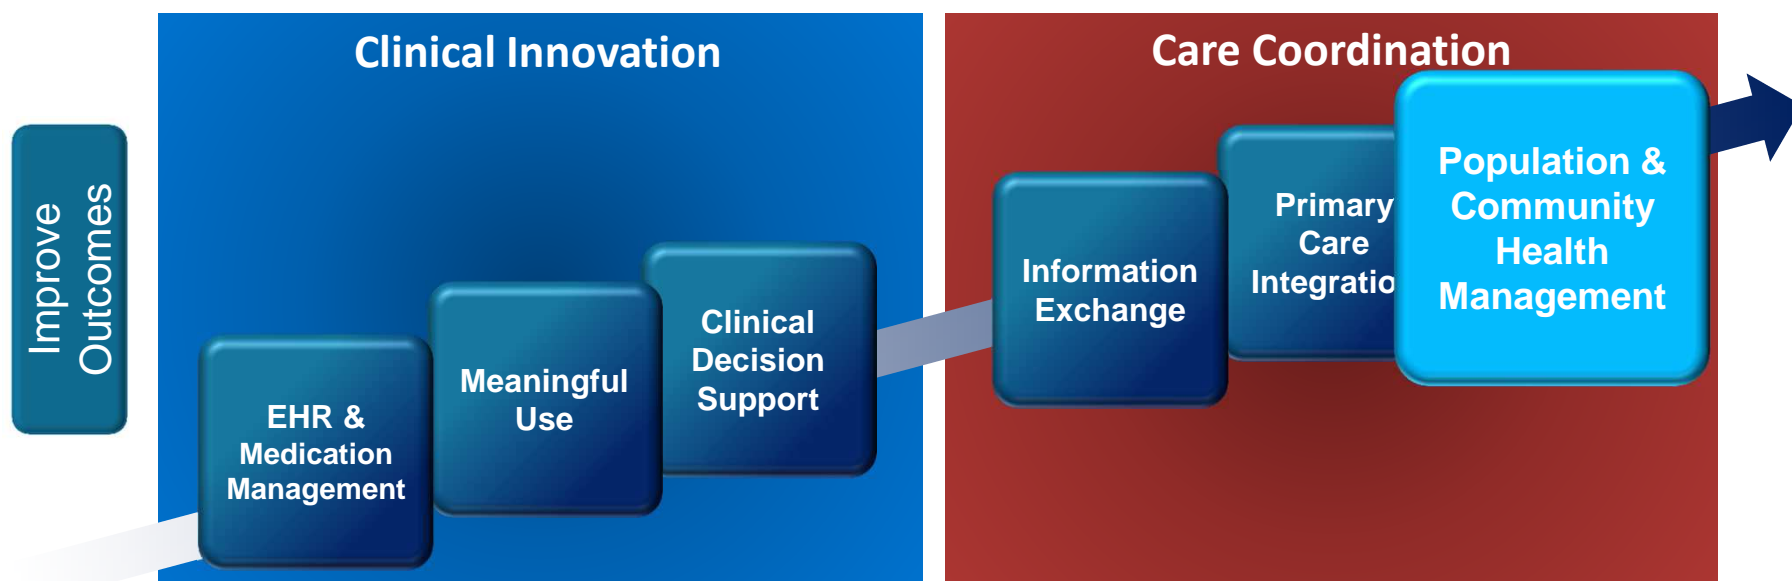 Clinical Innovation
Care Coordination
Improve
Outcomes
EHR &
Medication
Management
Meaningful
Use
Clinical
Decision
Support
Information
Exchange
Primary
Care
Integration
Population &
Community
Health
Management